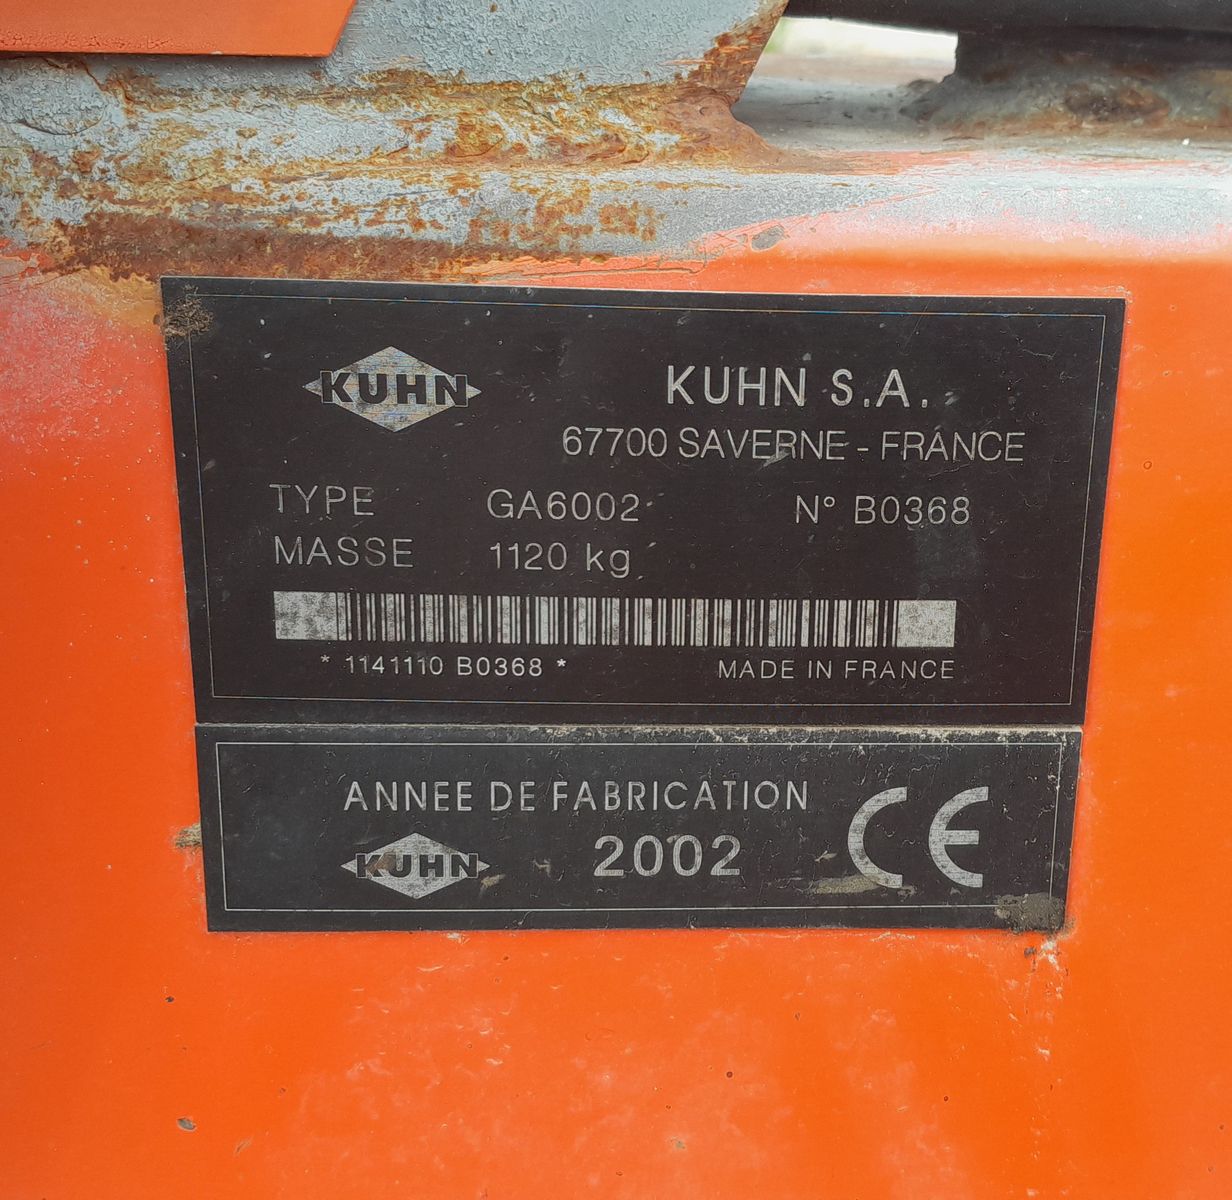 KUHN
KUHN S.A.
67700 SAVERNE - FRANCE
TYPE GA6002 N° B0368
MASSE 1120 kg
* 1141110 B0368 * MADE IN FRANCE
ANNEE DE FABRICATION
KUHN 2002 CE